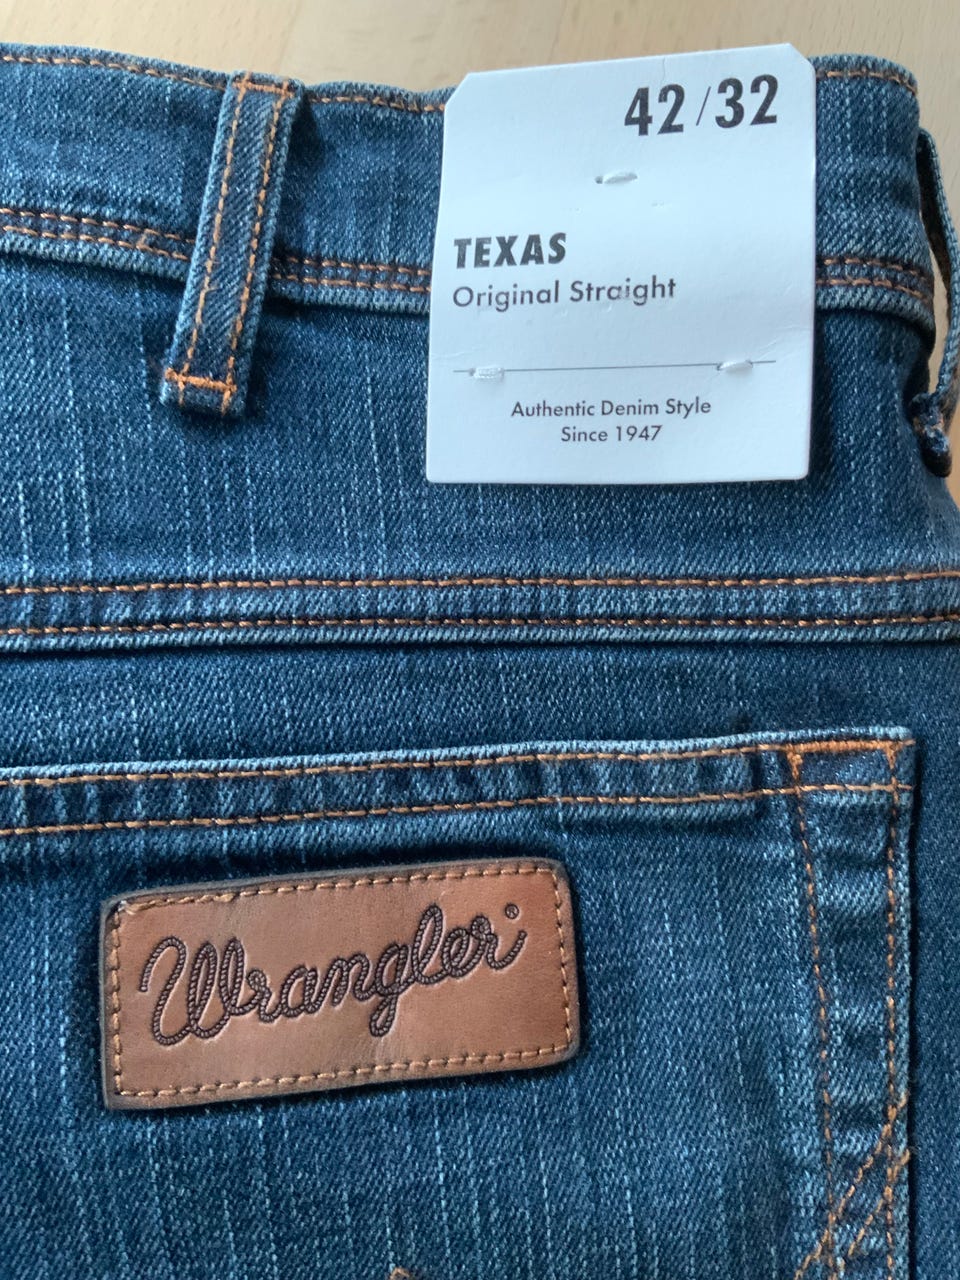 42/32
TEXAS
Original Straight
Authentic Denim Style
Since 1947
Wrangler®